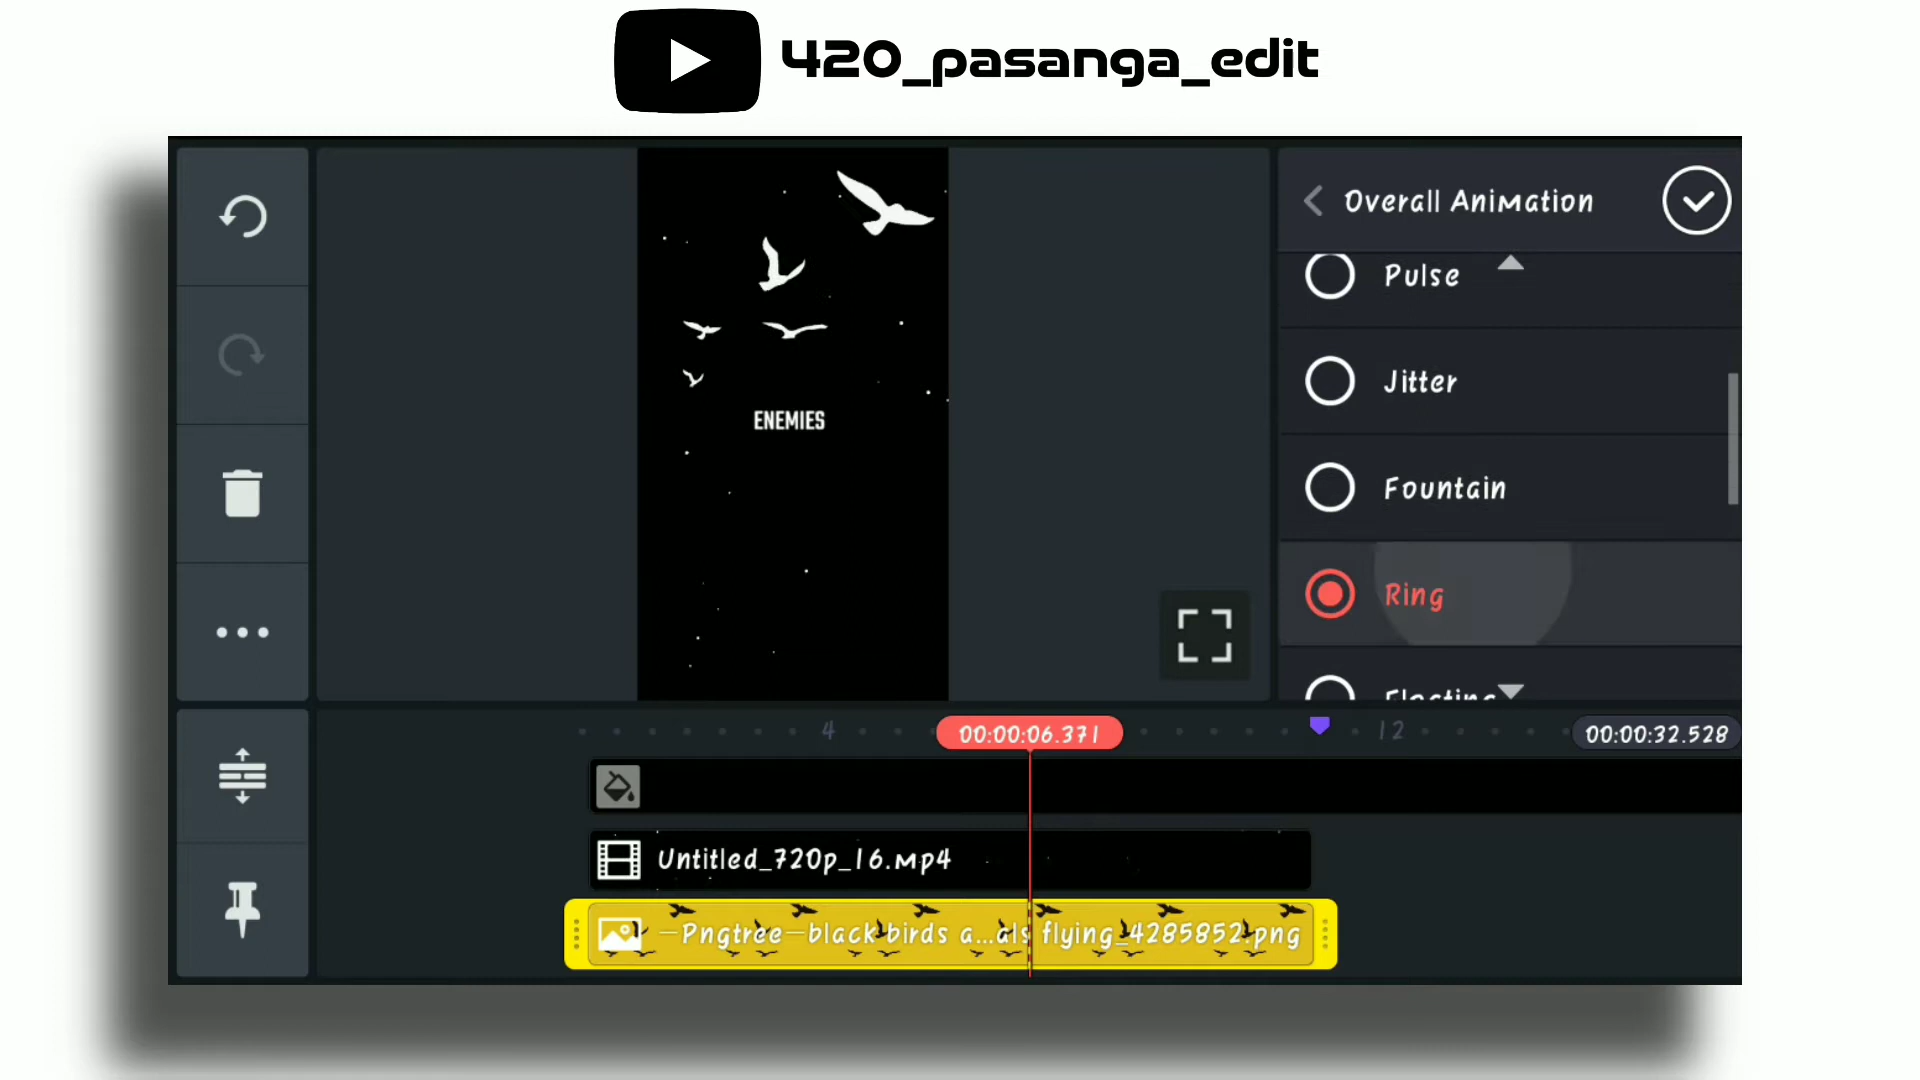 420_pasanga_edit
Overall Animation
Pulse
Jitter
Fountain
Ring
Floating
ENEMIES
4
00:00:06.371
12
00:00:32.528
Untitled_720p_16.mp4
—Pngtree—black birds a...als flying_4285852.png